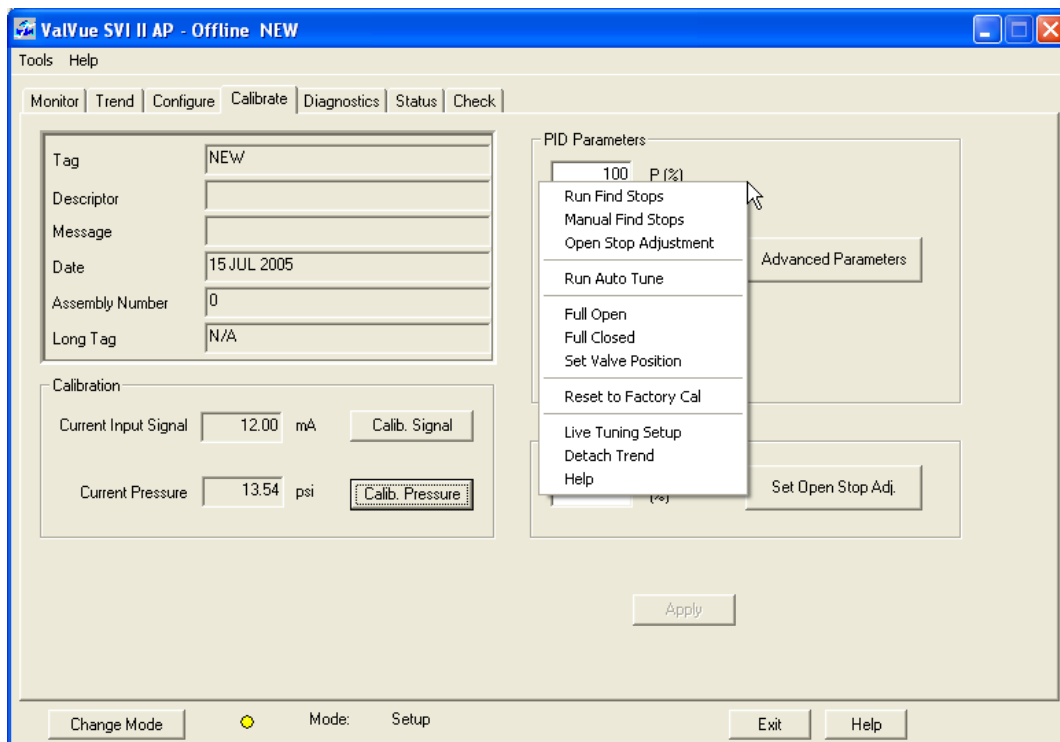 ValVue SVI II AP - Offline NEW
Tools Help
Monitor Trend Configure Calibrate Diagnostics Status Check
Tag NEW
Descriptor
Message
Date 15 JUL 2005
Assembly Number 0
Long Tag N/A
Calibration
Current Input Signal 12.00 mA Calib. Signal
Current Pressure 13.54 psi Calib. Pressure
PID Parameters
100 P (%)
Run Find Stops
Manual Find Stops
Open Stop Adjustment
Run Auto Tune
Full Open
Full Closed
Set Valve Position
Reset to Factory Cal
Live Tuning Setup
Detach Trend
Help
Advanced Parameters
(%)
Set Open Stop Adj.
Apply
Change Mode Mode: Setup Exit Help